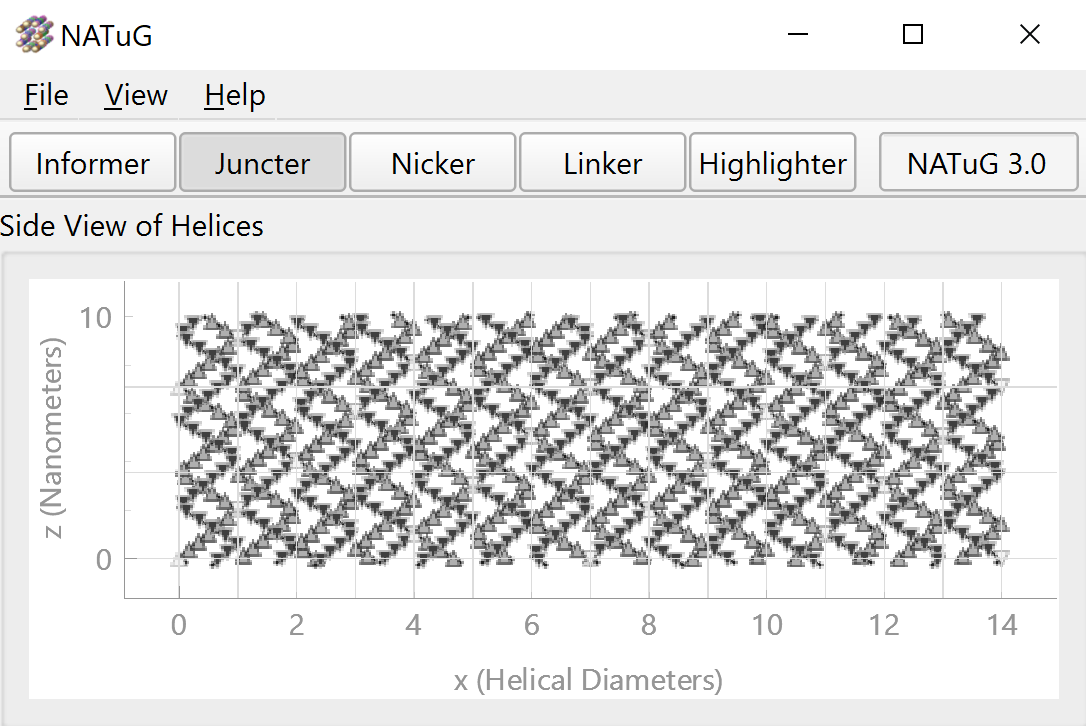 NATuG
File View Help
Informer Juncter Nicker Linker Highlighter NATuG 3.0
Side View of Helices
10
z (Nanometers)
0
0 2 4 6 8 10 12 14
x (Helical Diameters)